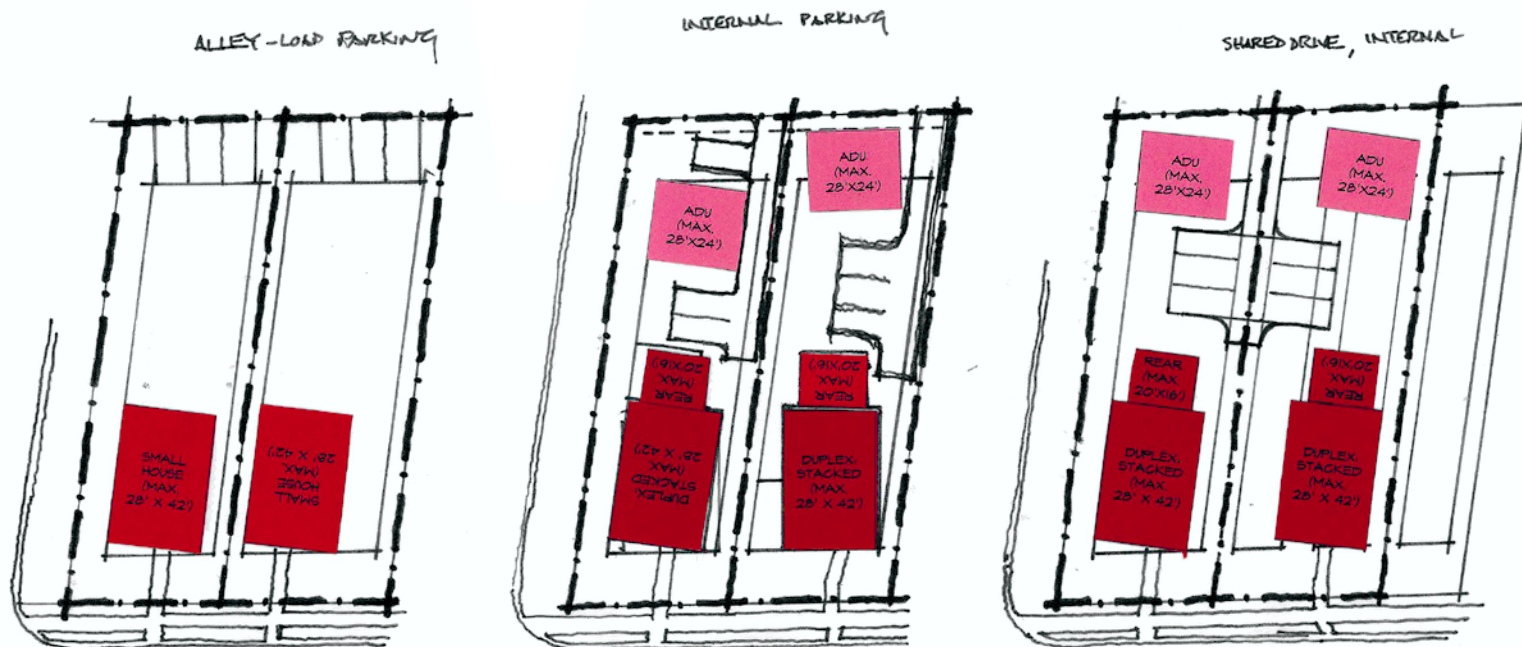 ALLEY-LOAD PARKING
INTERNAL PARKING
SHARED DRIVE, INTERNAL
SMALL
HOUSE
(MAX.
28' X 42')
SMALL
HOUSE
(MAX.
28' X 42')
ADU
(MAX.
28'X24')
ADU
(MAX.
28'X24')
REAR
(MAX.
20'X16')
REAR
(MAX.
20'X16')
DUPLEX:
STACKED
(MAX.
28' X 42')
DUPLEX:
STACKED
(MAX.
28' X 42')
ADU
(MAX.
28'X24')
ADU
(MAX.
28'X24')
REAR
(MAX.
20'X16')
REAR
(MAX.
20'X16')
DUPLEX:
STACKED
(MAX.
28' X 42')
DUPLEX:
STACKED
(MAX.
28' X 42')